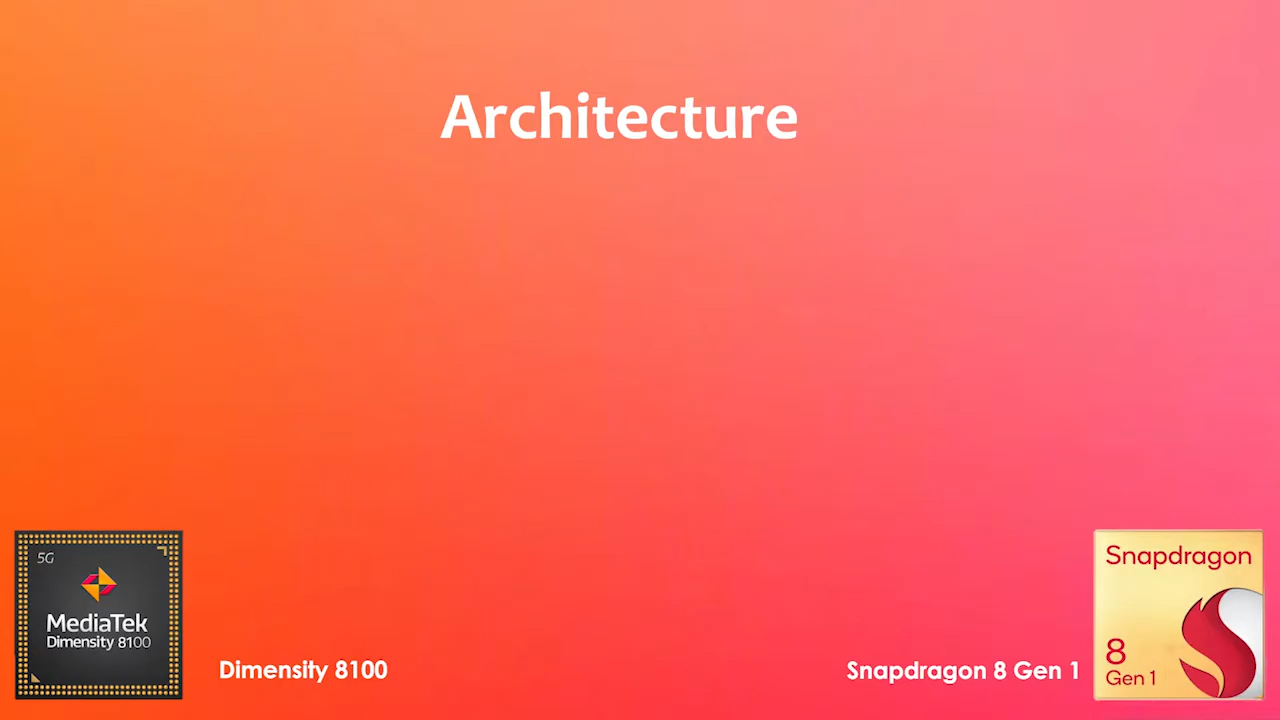 Architecture
5G
MediaTek
Dimensity 8100
Dimensity 8100
Snapdragon 8 Gen 1
Snapdragon
8
Gen 1